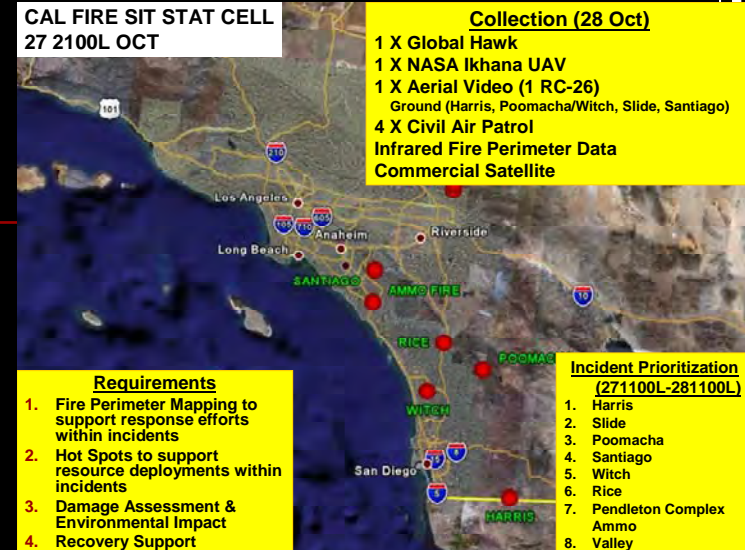 CAL FIRE SIT STAT CELL
27 2100L OCT
Collection (28 Oct)
1 X Global Hawk
1 X NASA Ikhana UAV
1 X Aerial Video (1 RC-26)
Ground (Harris, Poomacha/Witch, Slide, Santiago)
4 X Civil Air Patrol
Infrared Fire Perimeter Data
Commercial Satellite
101
210
Los Angeles
105
710
605
Anaheim
Riverside
Long Beach
SANTIAGO
AMMO FIRE
10
RICE
POOMAC
WITCH
San Diego
15
8
5
HARRIS
Requirements
1. Fire Perimeter Mapping to
support response efforts
within incidents
2. Hot Spots to support
resource deployments within
incidents
3. Damage Assessment &
Environmental Impact
4. Recovery Support
Incident Prioritization
(271100L-281100L)
1. Harris
2. Slide
3. Poomacha
4. Santiago
5. Witch
6. Rice
7. Pendleton Complex
Ammo
8. Valley